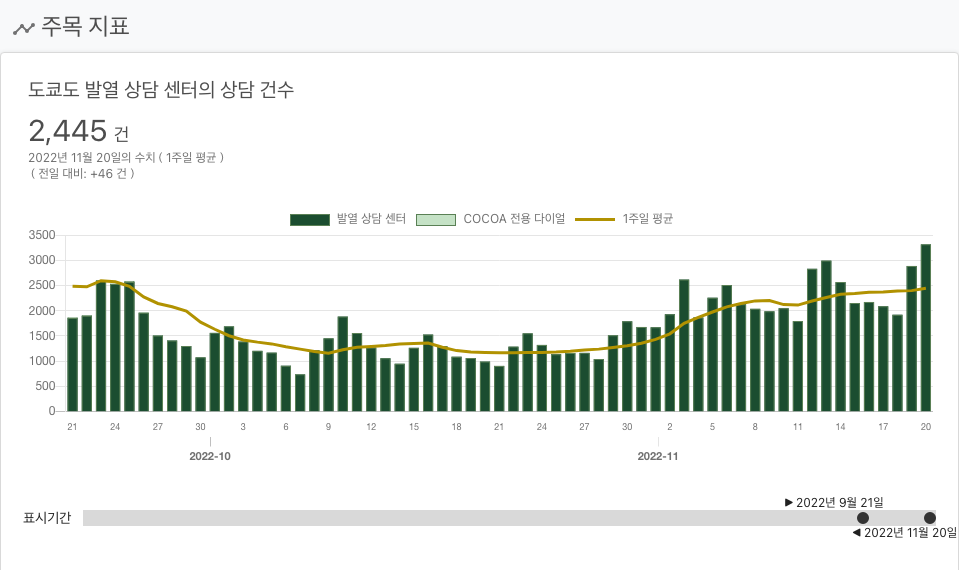 주목 지표
도쿄도 발열 상담 센터의 상담 건수
2,445 건
2022년 11월 20일의 수치 ( 1주일 평균 )
( 전일 대비: +46 건 )
발열 상담 센터 COCOA 전용 다이얼 1주일 평균
3500
3000
2500
2000
1500
1000
500
0
21 24 27 30 3 6 9 12 15 18 21 24 27 30 2 5 8 11 14 17 20
2022-10 2022-11
▶ 2022년 9월 21일
표시기간
◀ 2022년 11월 20일